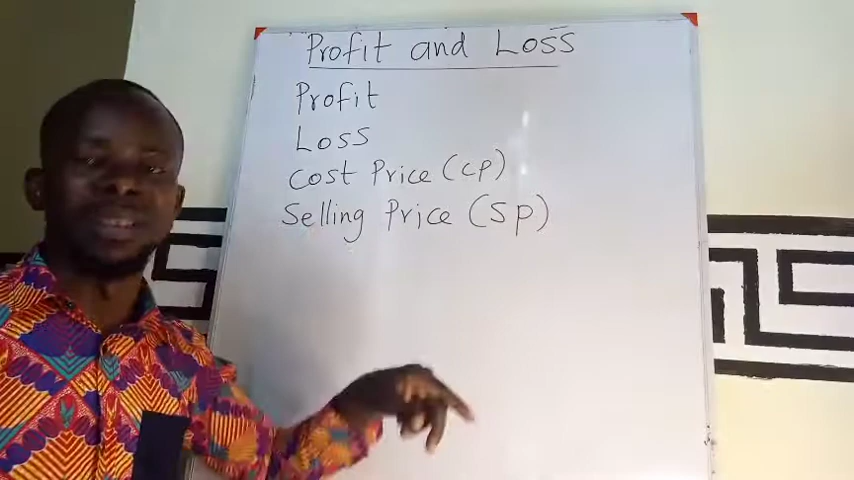 Profit and Loss
Profit
Loss
Cost Price (CP)
Selling Price (SP)